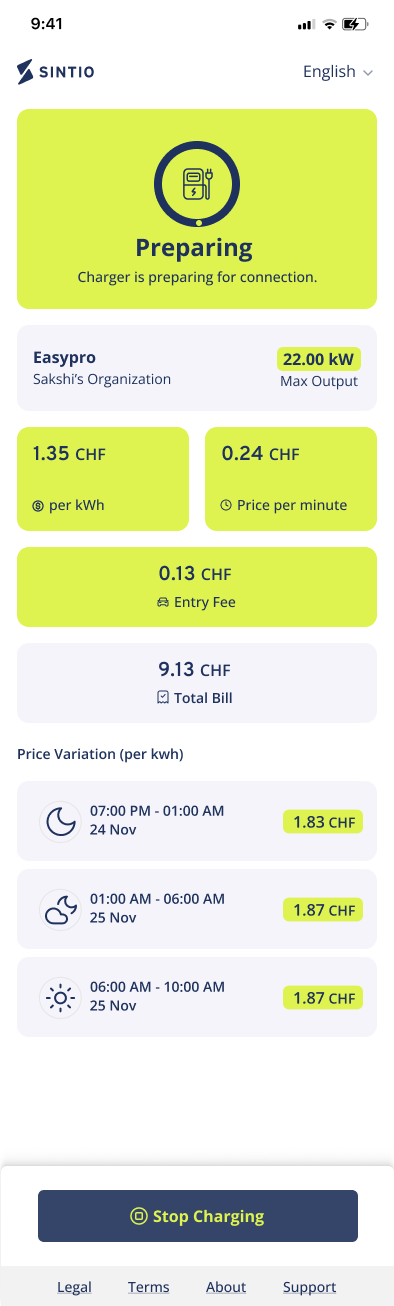 9:41
SINTIO
English
Preparing
Charger is preparing for connection.
Easypro
22.00 kW
Sakshi's Organization
Max Output
1.35 CHF
0.24 CHF
per kWh
Price per minute
0.13 CHF
Entry Fee
9.13 CHF
Total Bill
Price Variation (per kwh)
07:00 PM - 01:00 AM
24 Nov
1.83 CHF
01:00 AM - 06:00 AM
25 Nov
1.87 CHF
06:00 AM - 10:00 AM
25 Nov
1.87 CHF
Stop Charging
Legal
Terms
About
Support